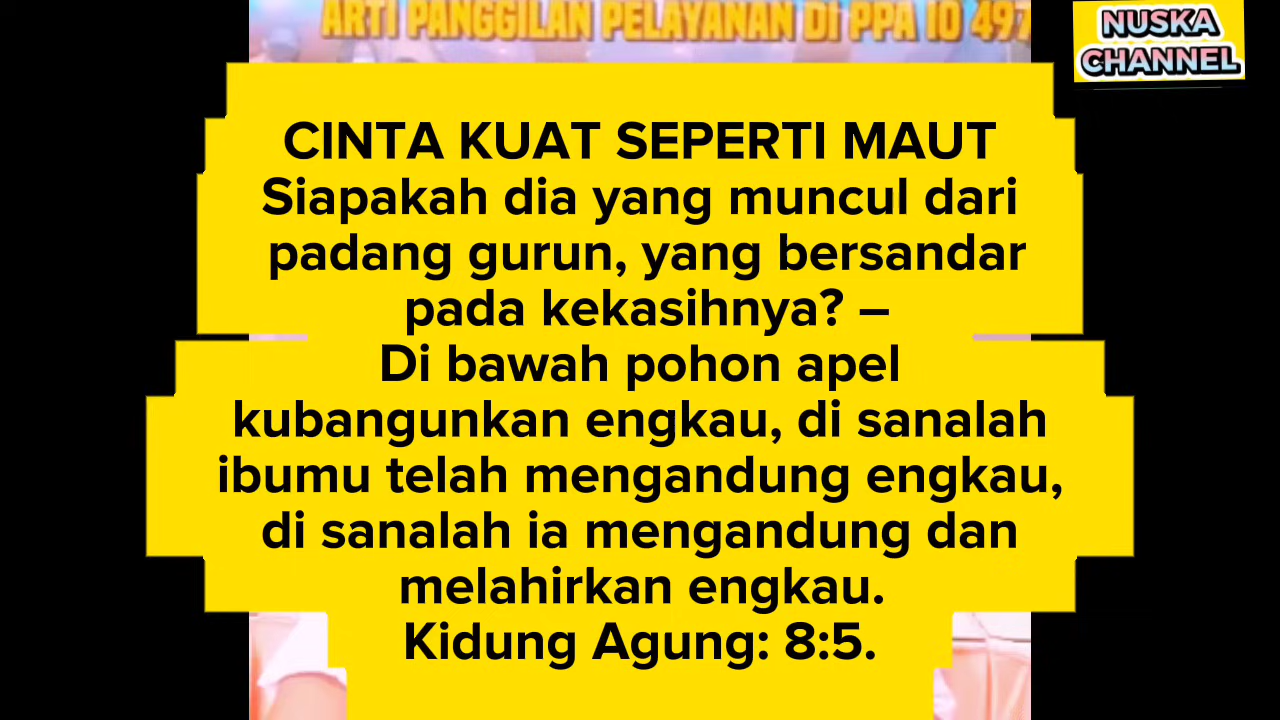 ARTI PANGGILAN PELAYANAN DI PPA IO 497
NUSKA
CHANNEL
CINTA KUAT SEPERTI MAUT
Siapakah dia yang muncul dari
padang gurun, yang bersandar
pada kekasihnya? –
Di bawah pohon apel
kubangunkan engkau, di sanalah
ibumu telah mengandung engkau,
di sanalah ia mengandung dan
melahirkan engkau.
Kidung Agung: 8:5.